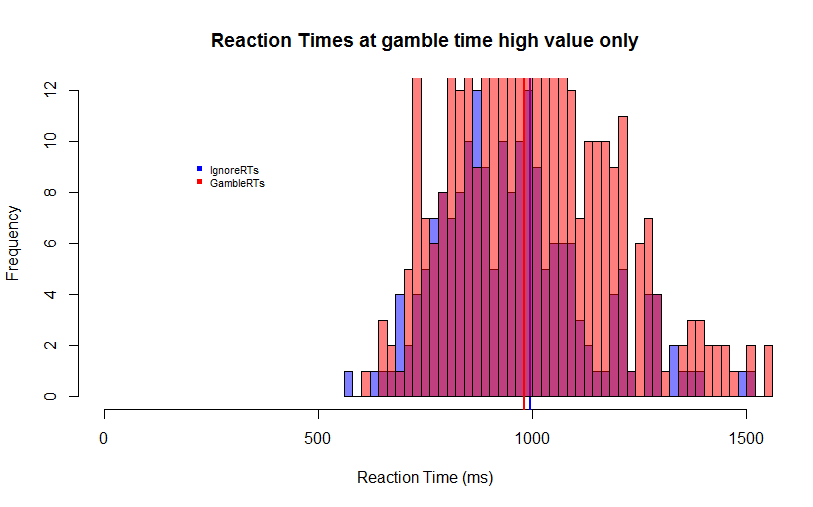 Reaction Times at gamble time high value only
12
10
8
6
4
2
0
Frequency
IgnoreRTs
GambleRTs
0 500 1000 1500
Reaction Time (ms)